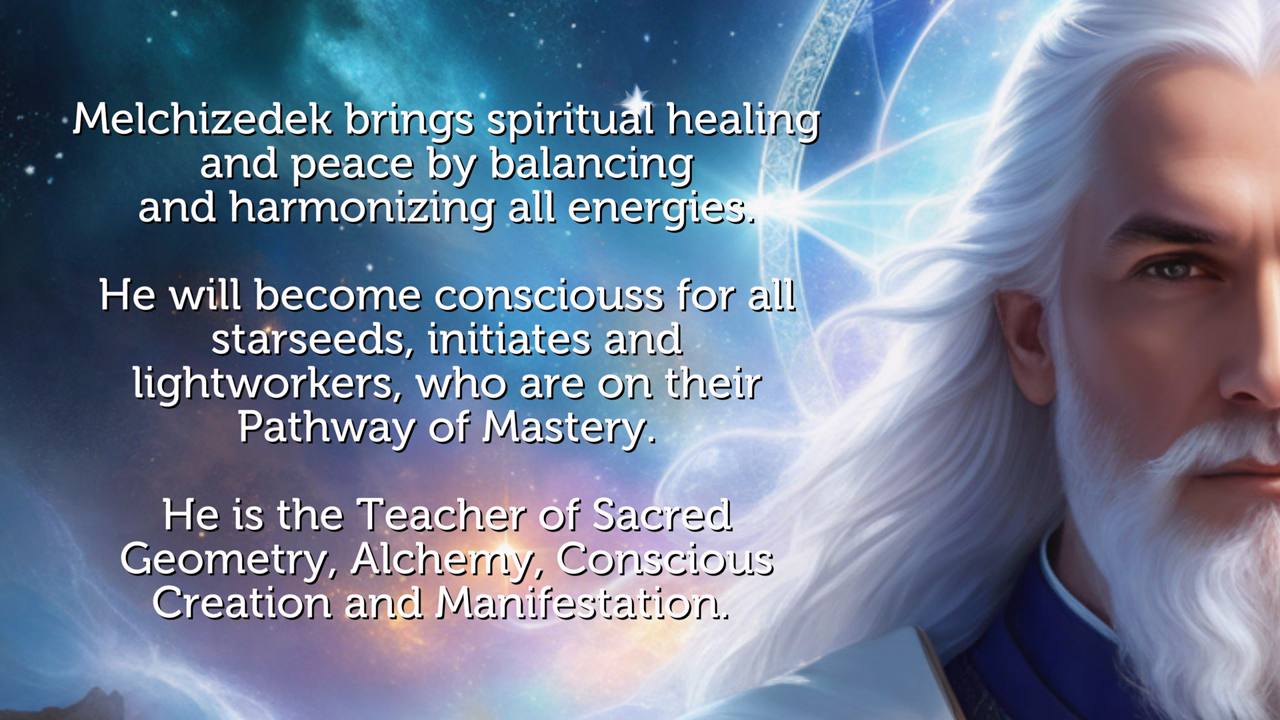 Melchizedek brings spiritual healing
and peace by balancing
and harmonizing all energies.
He will become consciouss for all
starseeds, initiates and
lightworkers, who are on their
Pathway of Mastery.
He is the Teacher of Sacred
Geometry, Alchemy, Conscious
Creation and Manifestation.